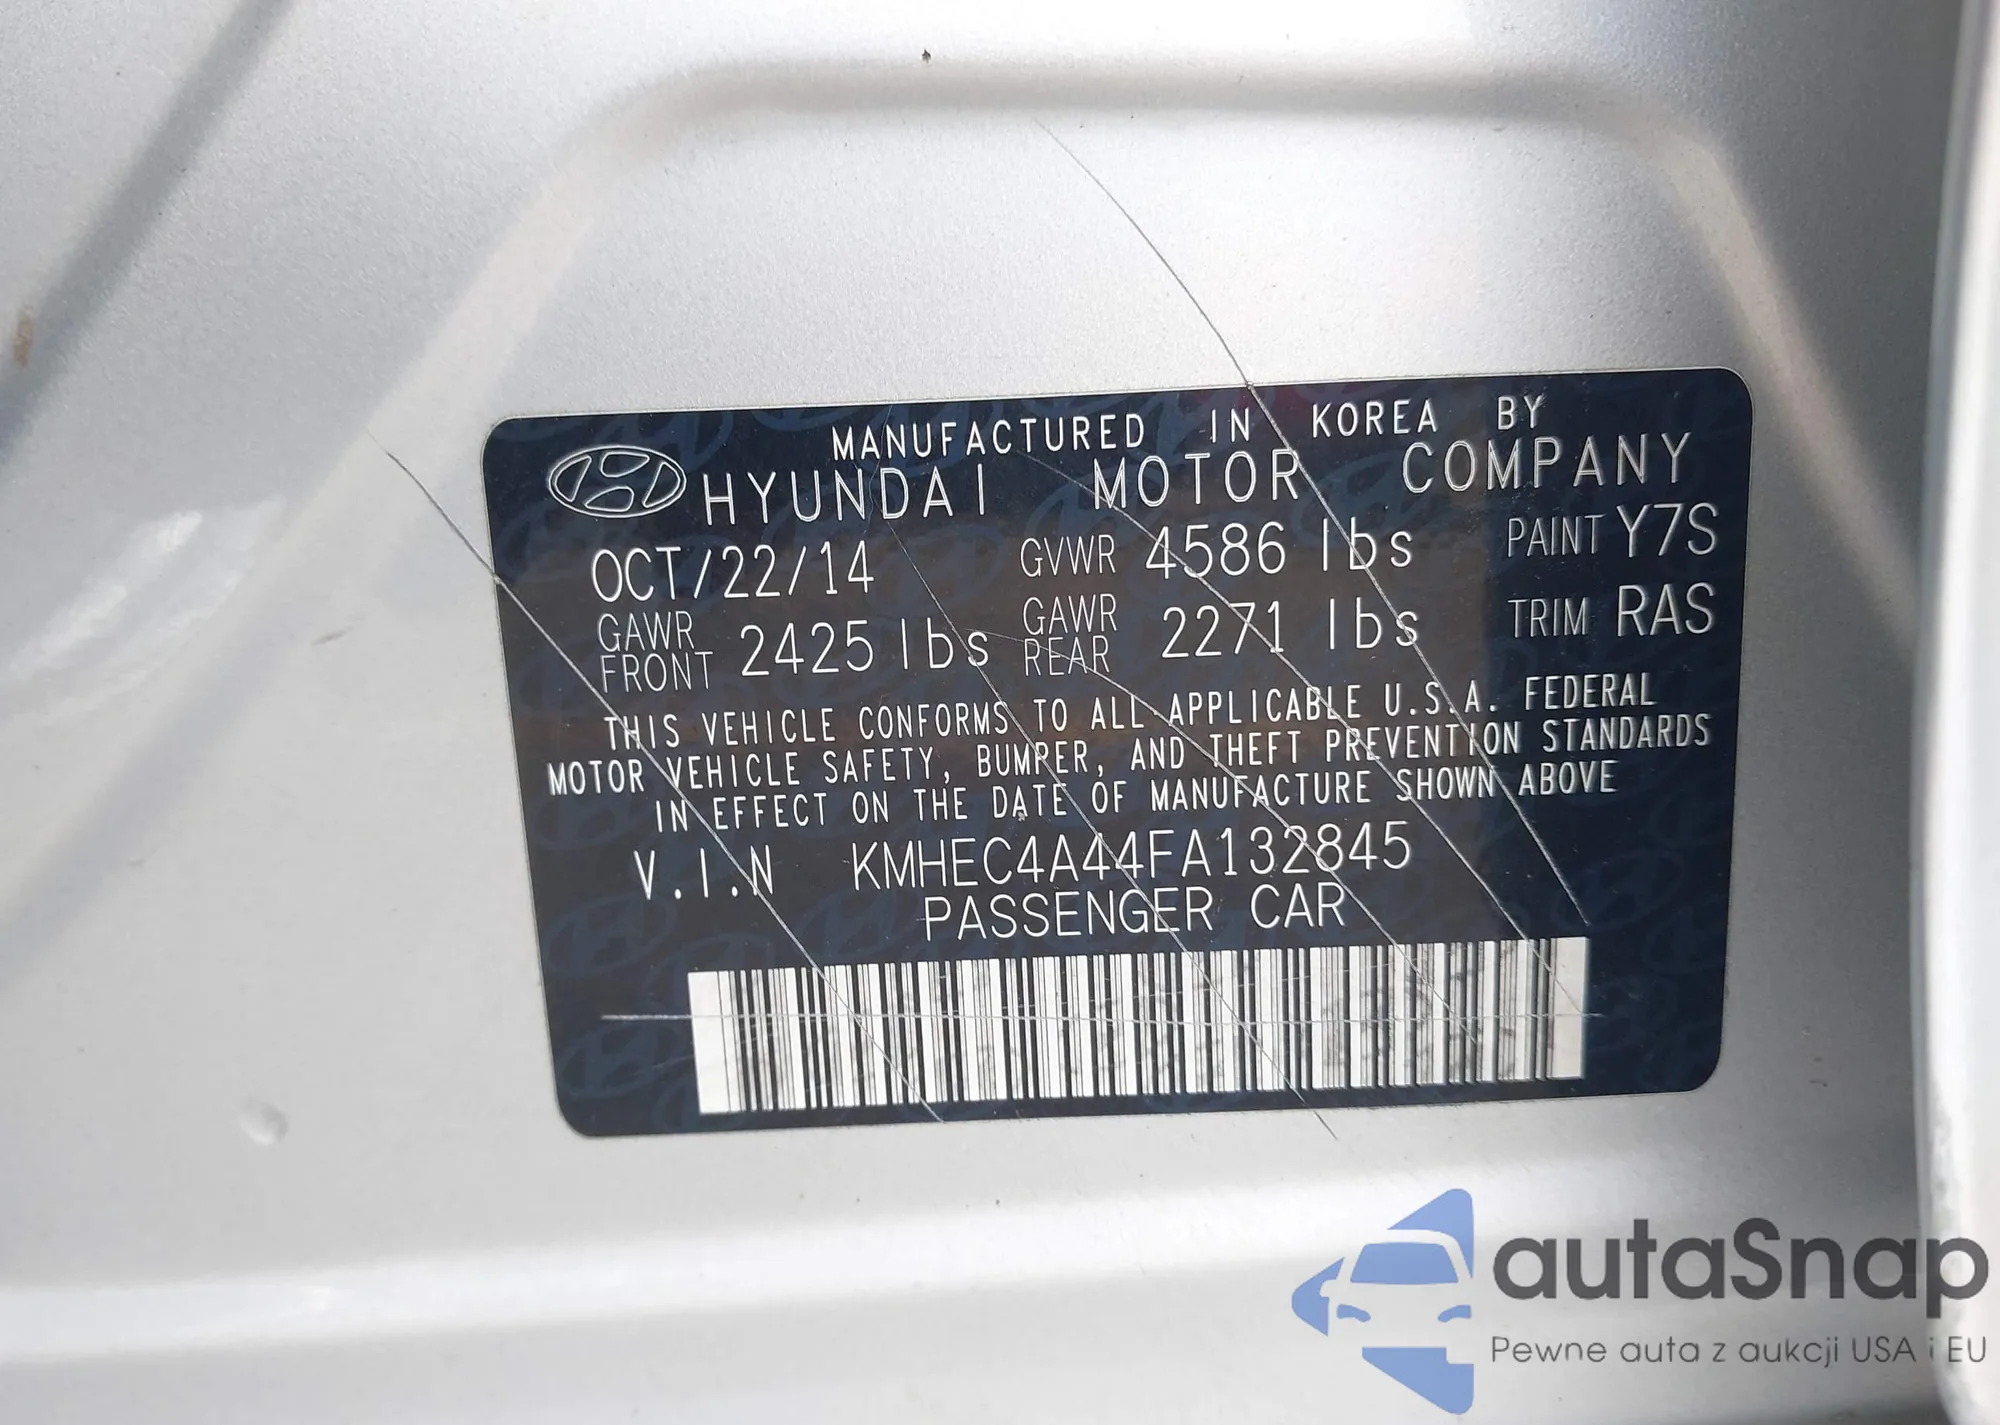 MANUFACTURED IN KOREA BY
HYUNDAI MOTOR COMPANY
OCT/22/14 GVWR 4586 lbs PAINT Y7S
GAWR FRONT 2425 lbs GAWR REAR 2271 lbs TRIM RAS
THIS VEHICLE CONFORMS TO ALL APPLICABLE U.S.A. FEDERAL
MOTOR VEHICLE SAFETY, BUMPER, AND THEFT PREVENTION STANDARDS
IN EFFECT ON THE DATE OF MANUFACTURE SHOWN ABOVE
V.I.N KMHEC4A44FA132845
PASSENGER CAR
autaSnap
Pewne auta z aukcji USA i EU